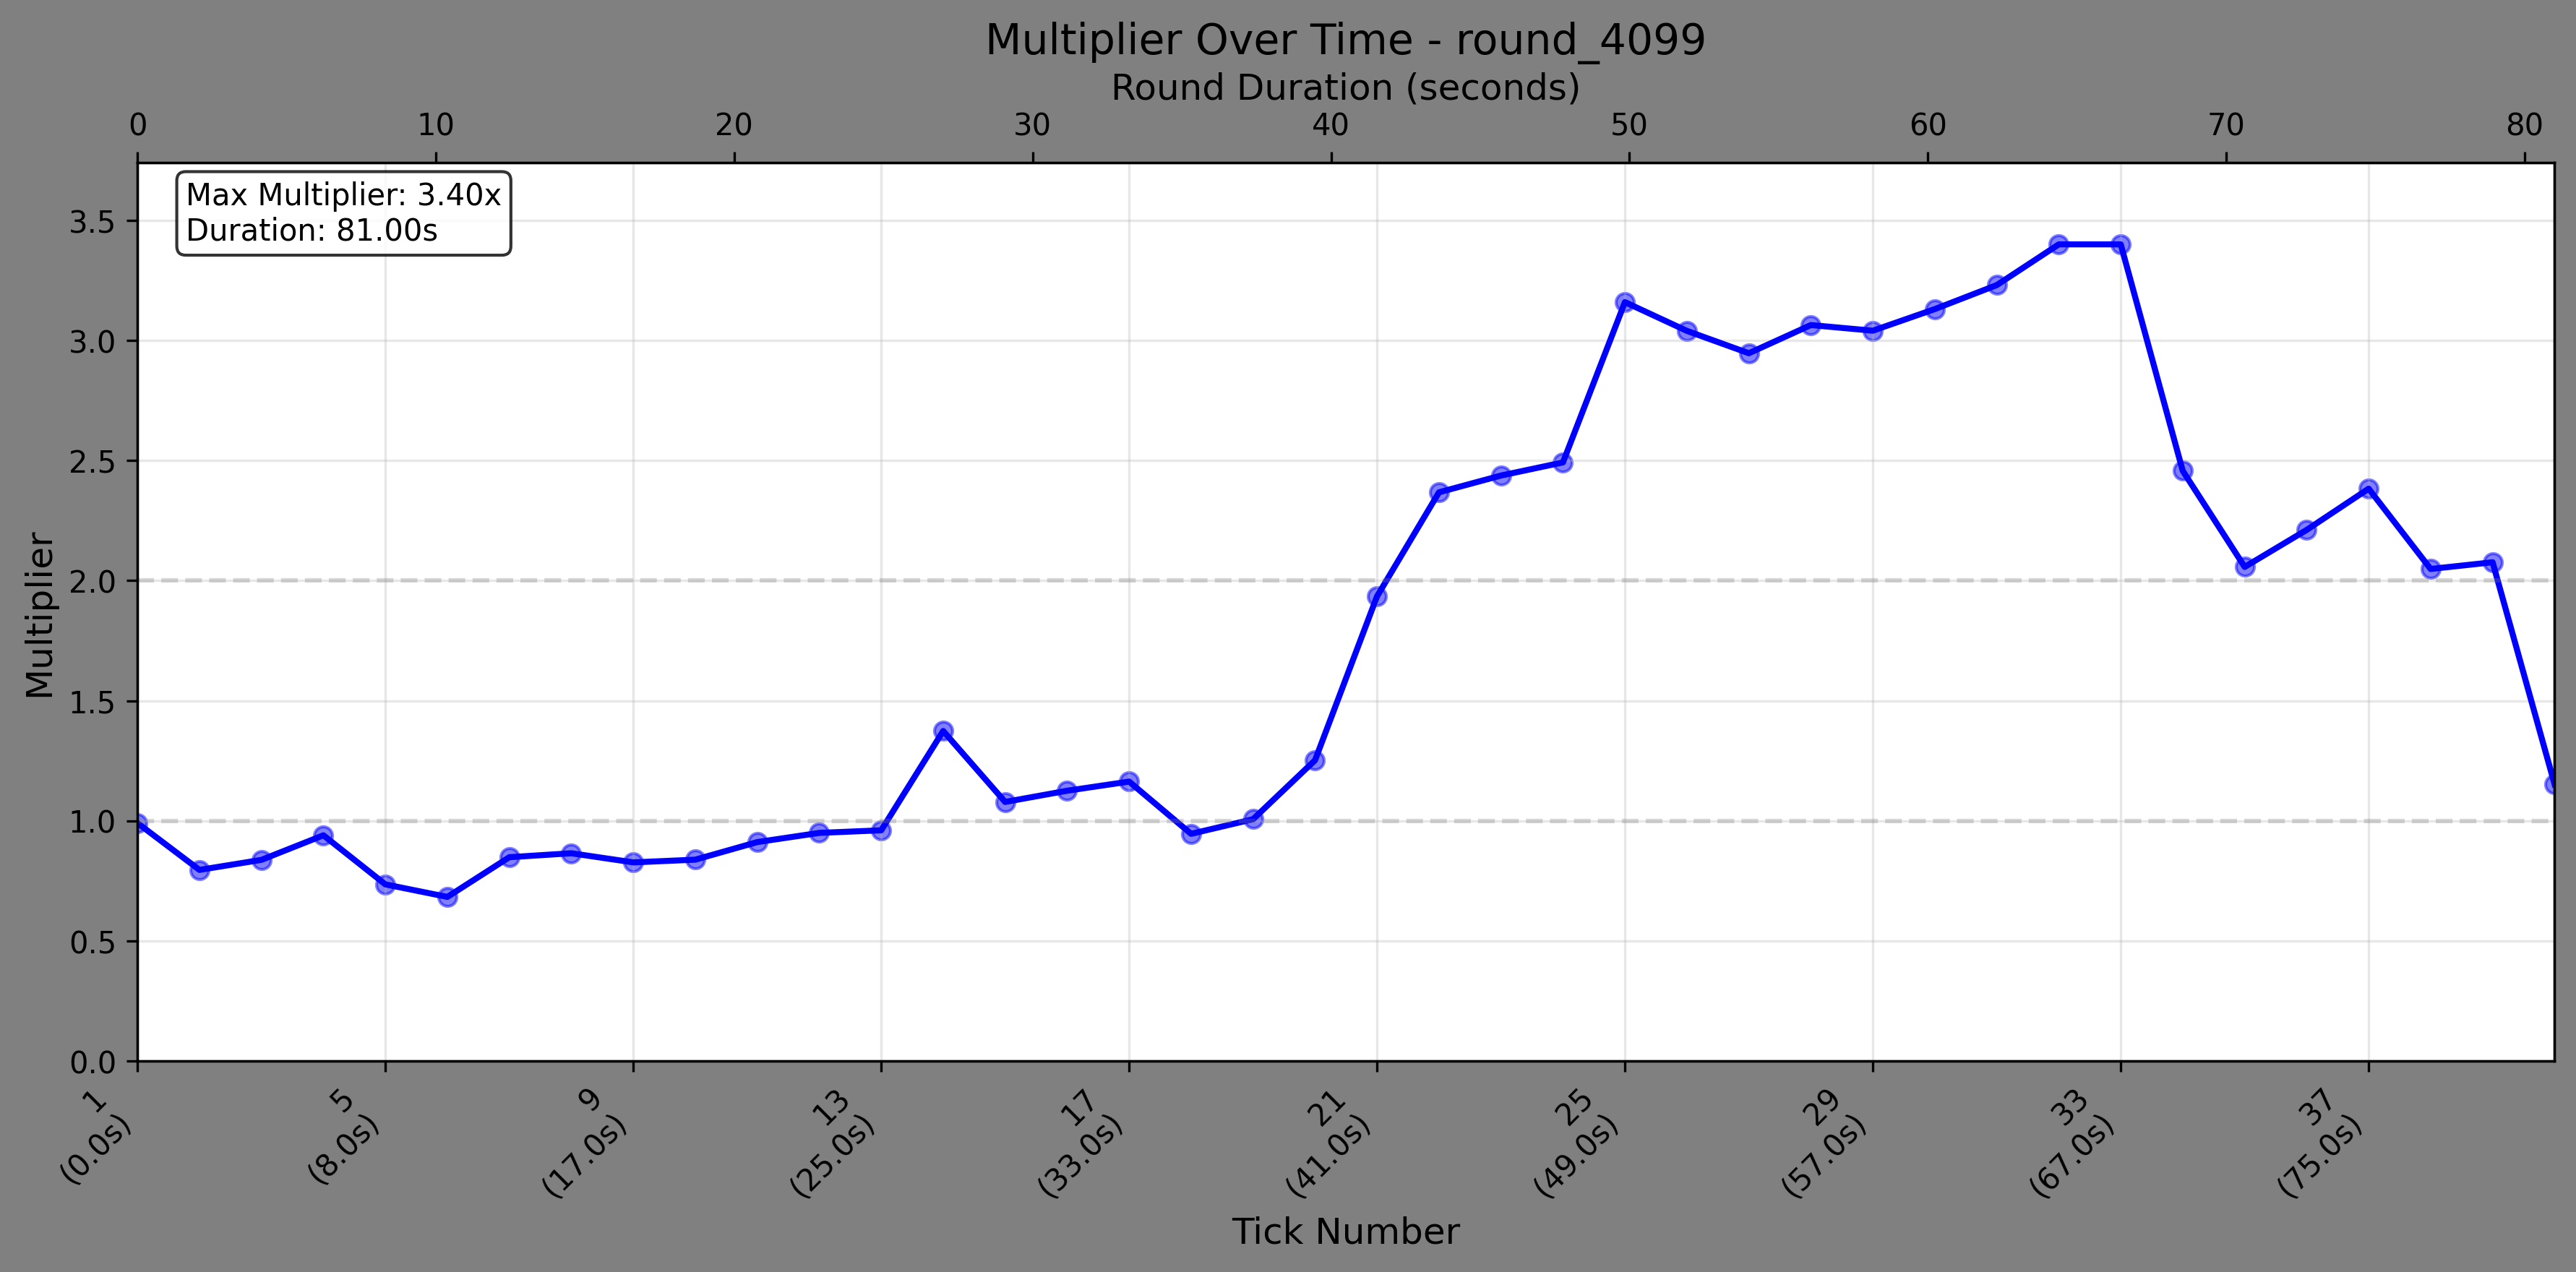 Multiplier Over Time - round_4099
Round Duration (seconds)
0 10 20 30 40 50 60 70 80
Max Multiplier: 3.40x
Duration: 81.00s
3.5
3.0
2.5
2.0
1.5
1.0
0.5
0.0
Multiplier
1
(0.0s)
5
(8.0s)
9
(17.0s)
13
(25.0s)
17
(33.0s)
21
(41.0s)
25
(49.0s)
29
(57.0s)
33
(67.0s)
37
(75.0s)
Tick Number